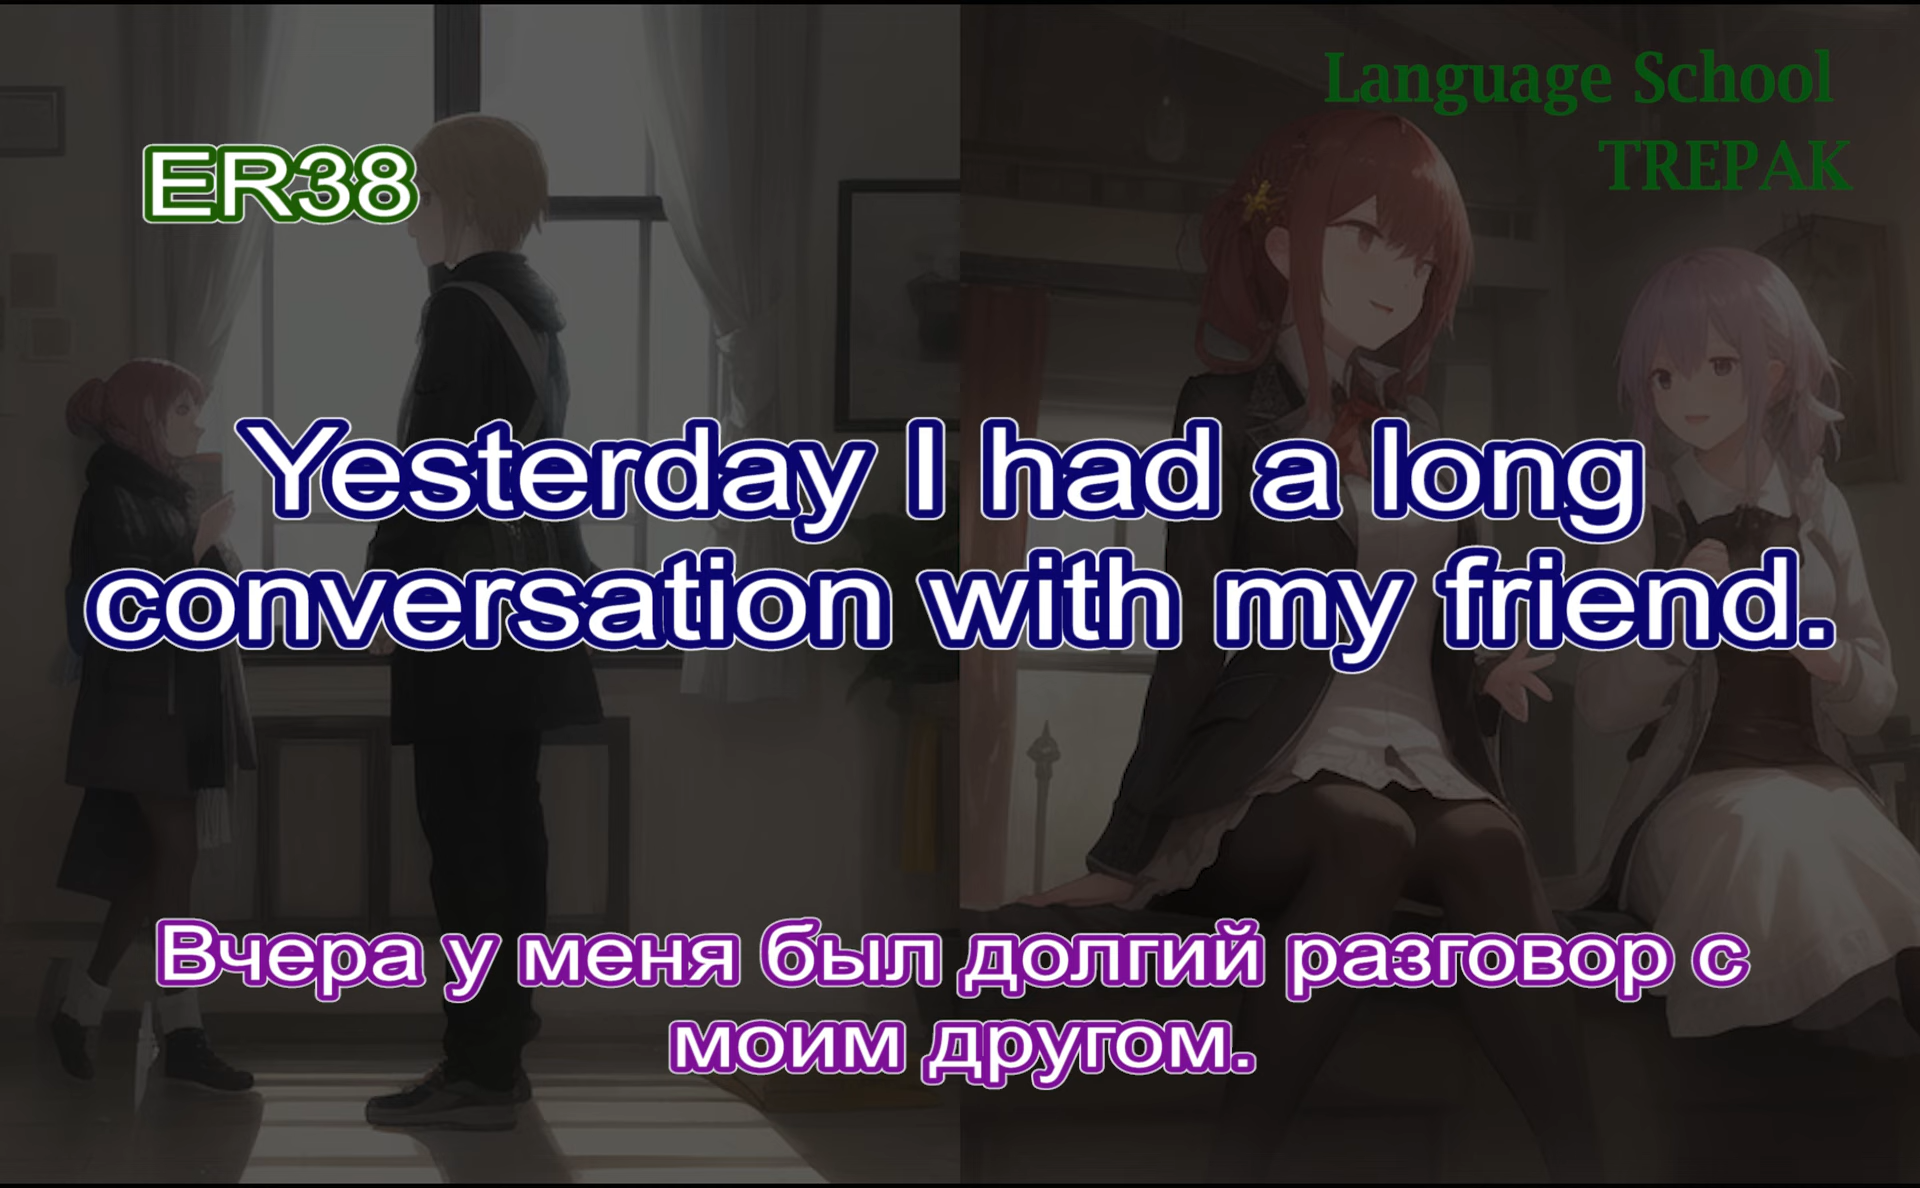 Language School
TREPAK
ER38
Yesterday I had a long
conversation with my friend.
Вчера у меня был долгий разговор с
моим другом.